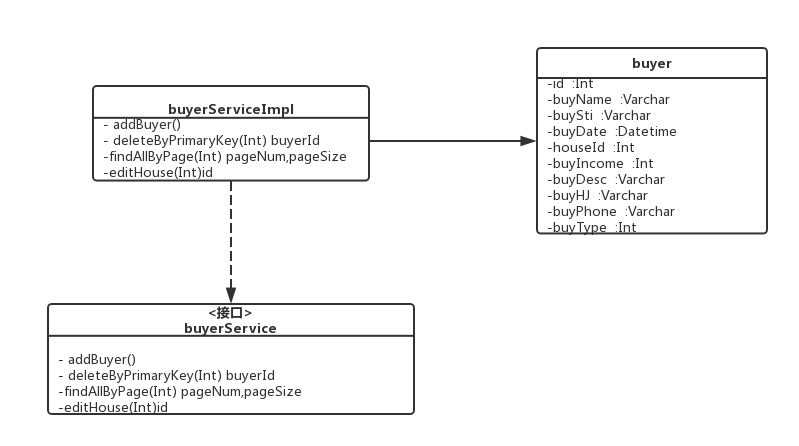 buyerServiceImpl
- addBuyer()
- deleteByPrimaryKey(Int) buyerId
-findAllByPage(Int) pageNum,pageSize
-editHouse(Int)id
buyer
-id :Int
-buyName :Varchar
-buySti :Varchar
-buyDate :Datetime
-houseId :Int
-buyIncome :Int
-buyDesc :Varchar
-buyHJ :Varchar
-buyPhone :Varchar
-buyType :Int
<接口>
buyerService
- addBuyer()
- deleteByPrimaryKey(Int) buyerId
-findAllByPage(Int) pageNum,pageSize
-editHouse(Int)id